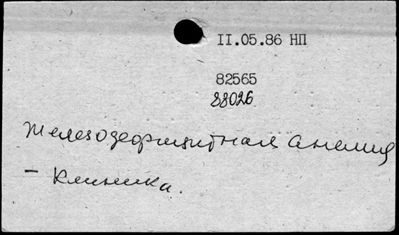 II.05.86 НП
82565
88026
Железодефицитная анемия
- Клиника.